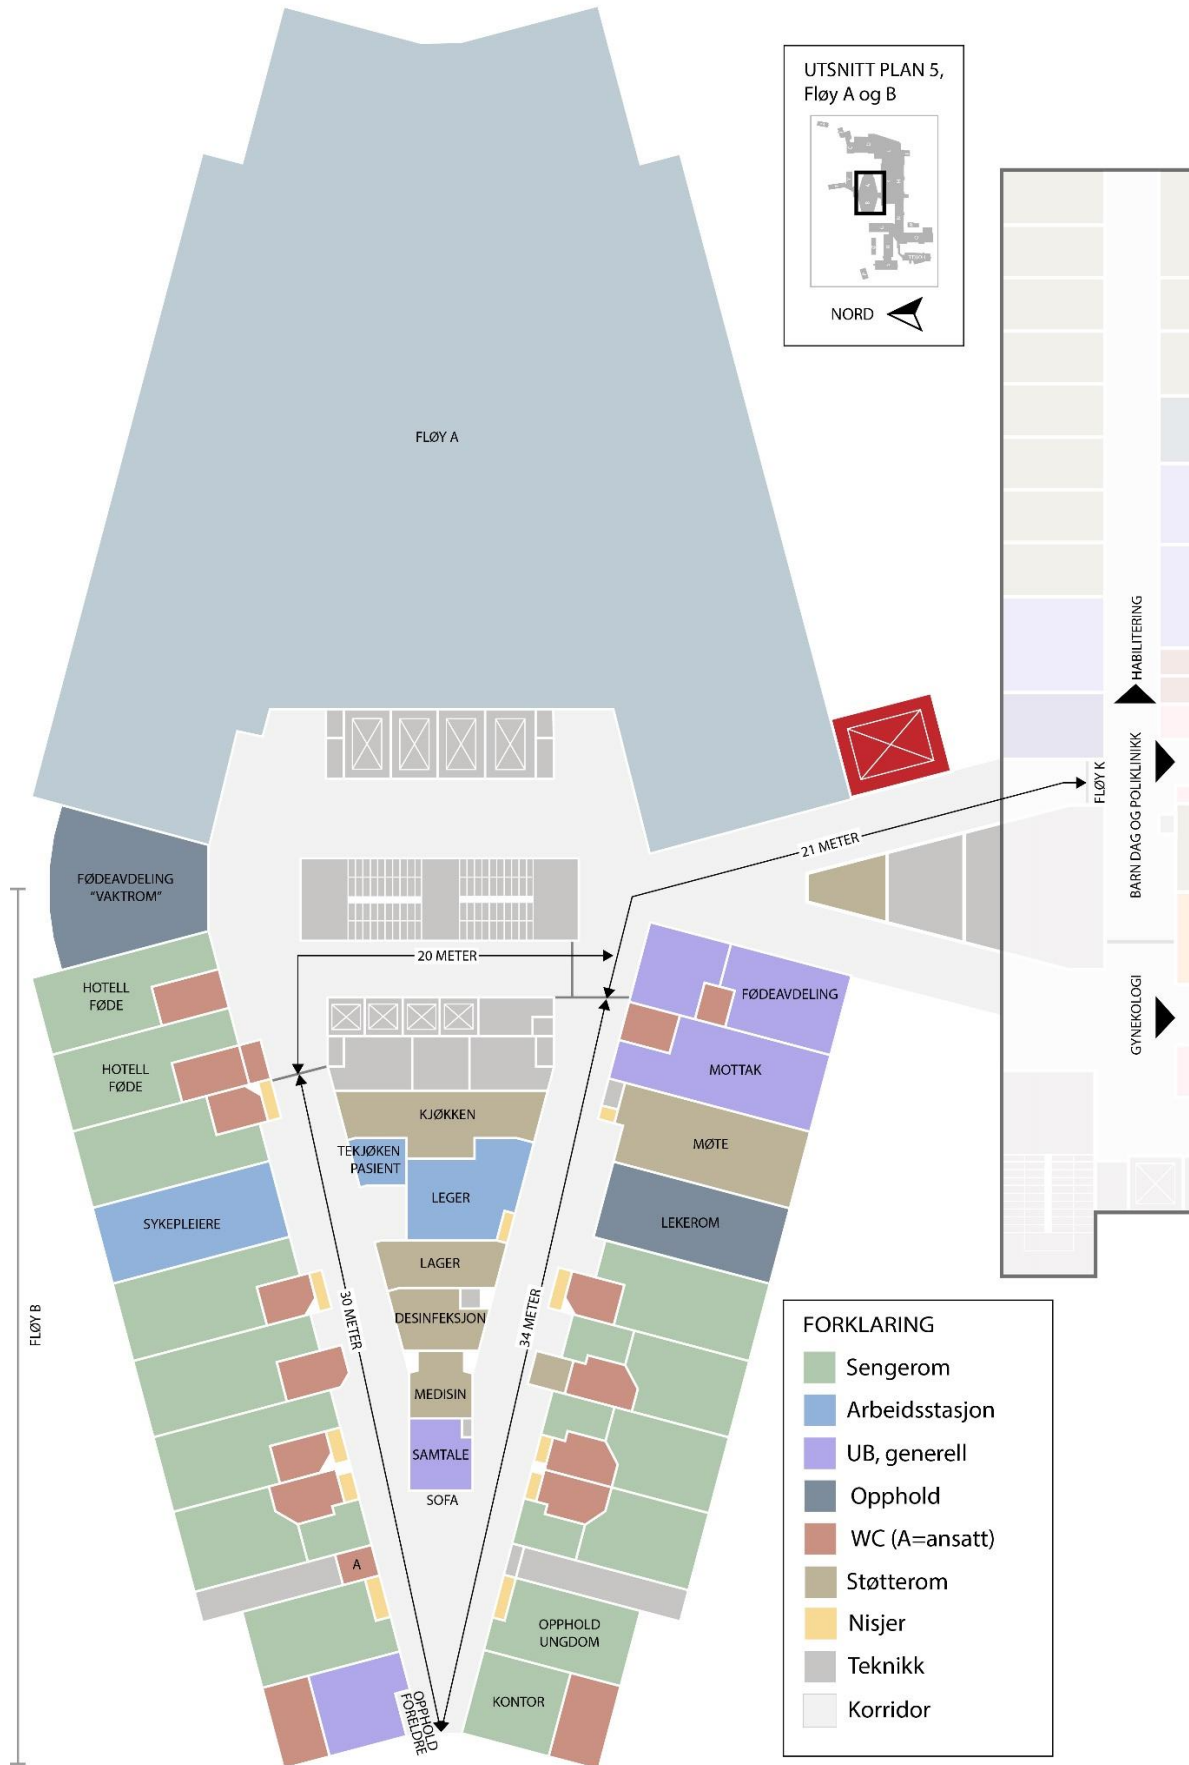 UTSNITT PLAN 5,
Fløy A og B
NORD
FLØY A
HABILITERING
BARN DAG OG POLIKLINIKK
FLØY K
GYNEKOLOGI
21 METER
FØDEAVDELING
"VAKTROM"
20 METER
HOTELL
FØDE
FØDEAVDELING
HOTELL
FØDE
MOTTAK
KJØKKEN
MØTE
TEKJØKEN
PASIENT
LEGER
SYKEPLEIERE
LEKEROM
LAGER
DESINFEKSJON
30 METER
34 METER
FLØY B
MEDISIN
SAMTALE
SOFA
A
OPPHOLD
UNGDOM
KONTOR
OPPHOLD
FORELDRE
FORKLARING
Sengerom
Arbeidsstasjon
UB, generell
Opphold
WC (A=ansatt)
Støtterom
Nisjer
Teknikk
Korridor